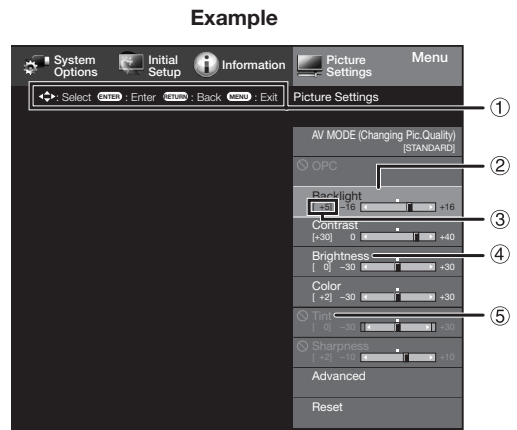 Example
System Options
Initial Setup
Information
Picture Settings
Menu
: Select ENTER : Enter RETURN : Back MENU : Exit
Picture Settings
①
AV MODE (Changing Pic.Quality)
[STANDARD]
OPC
②
Backlight
[ +5] −16 +16
③
Contrast
[+30] 0 +40
Brightness
④
[ 0] −30 +30
Color
[ +2] −30 +30
Tint
⑤
[ 0] −30 +30
Sharpness
[ +2] −10 +10
Advanced
Reset